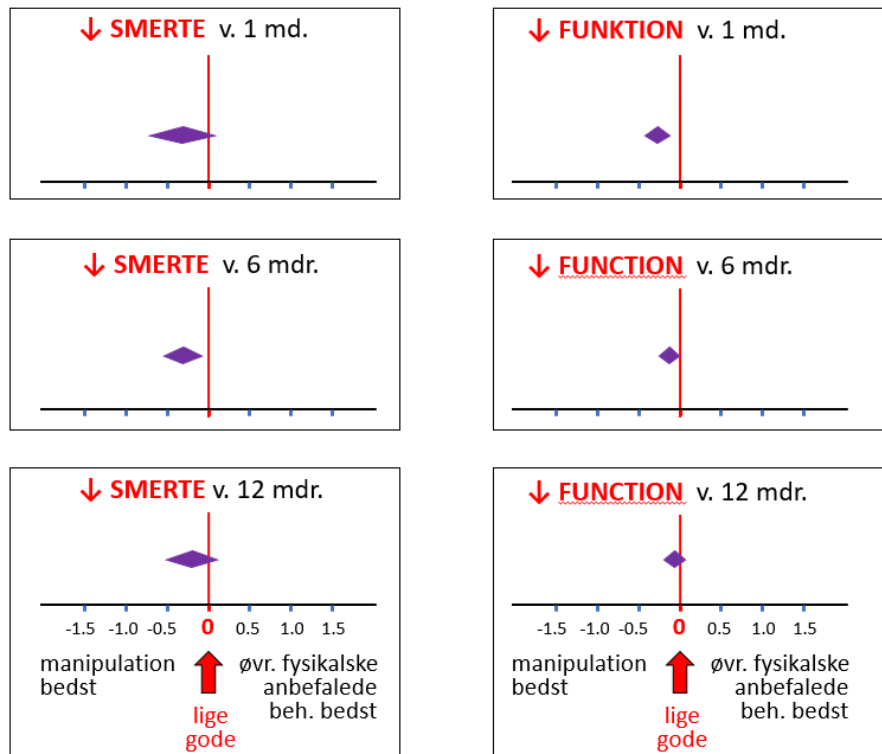 ↓ SMERTE v. 1 md.
↓ FUNKTION v. 1 md.
↓ SMERTE v. 6 mdr.
↓ FUNCTION v. 6 mdr.
↓ SMERTE v. 12 mdr.
-1.5 -1.0 -0.5 0 0.5 1.0 1.5
manipulation bedst
lige gode
øvr. fysikalske anbefalede beh. bedst
↓ FUNCTION v. 12 mdr.
-1.5 -1.0 -0.5 0 0.5 1.0 1.5
manipulation bedst
lige gode
øvr. fysikalske anbefalede beh. bedst